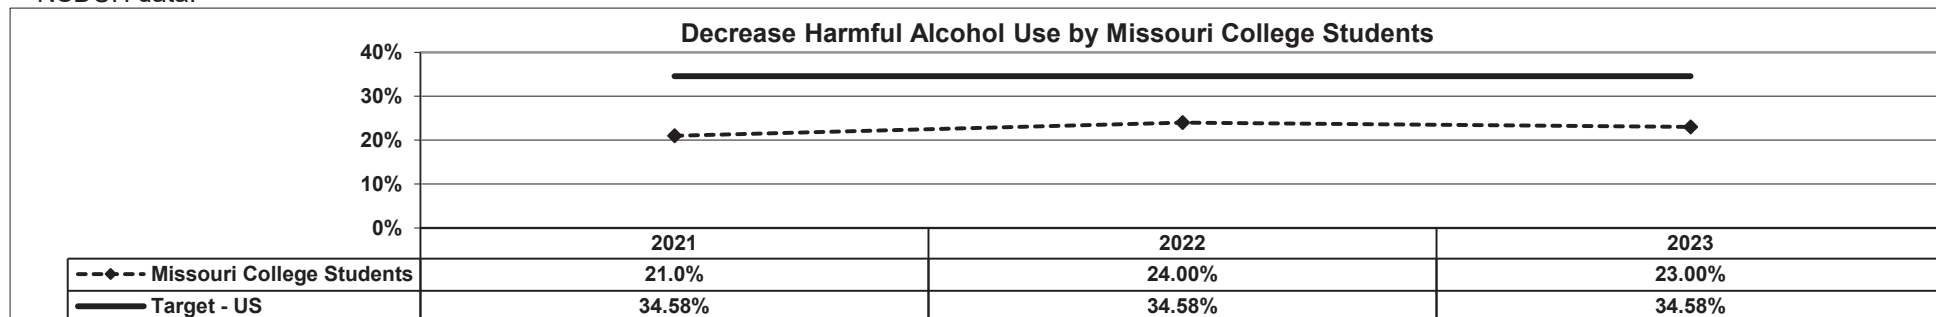 Decrease Harmful Alcohol Use by Missouri College Students
40%
30%
20%
10%
0%
2021 2022 2023
Missouri College Students 21.0% 24.00% 23.00%
Target - US 34.58% 34.58% 34.58%